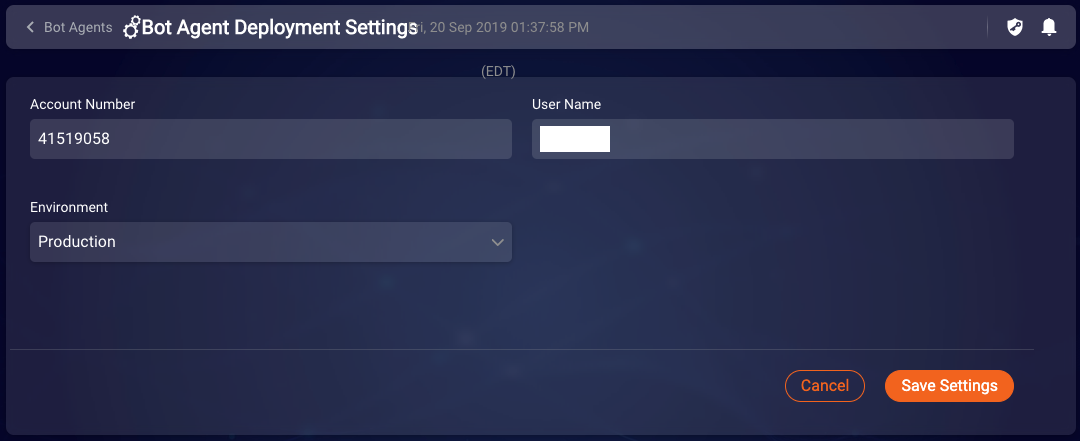 Bot Agents Bot Agent Deployment Settings Fri, 20 Sep 2019 01:37:58 PM
(EDT)
Account Number User Name
41519058
Environment
Production
Cancel Save Settings